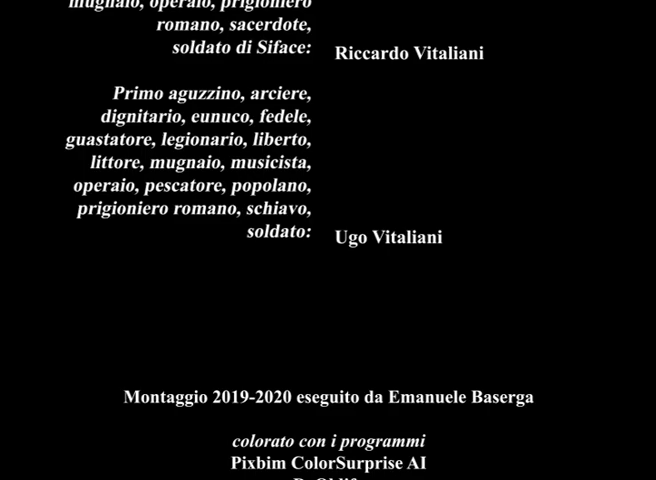 mugnaio, operaio, prigioniero
romano, sacerdote,
soldato di Siface:
Riccardo Vitaliani
Primo aguzzino, arciere,
dignitario, eunuco, fedele,
guastatore, legionario, liberto,
littore, mugnaio, musicista,
operaio, pescatore, popolano,
prigioniero romano, schiavo,
soldato:
Ugo Vitaliani
Montaggio 2019-2020 eseguito da Emanuele Baserga
colorato con i programmi
Pixbim ColorSurprise AI